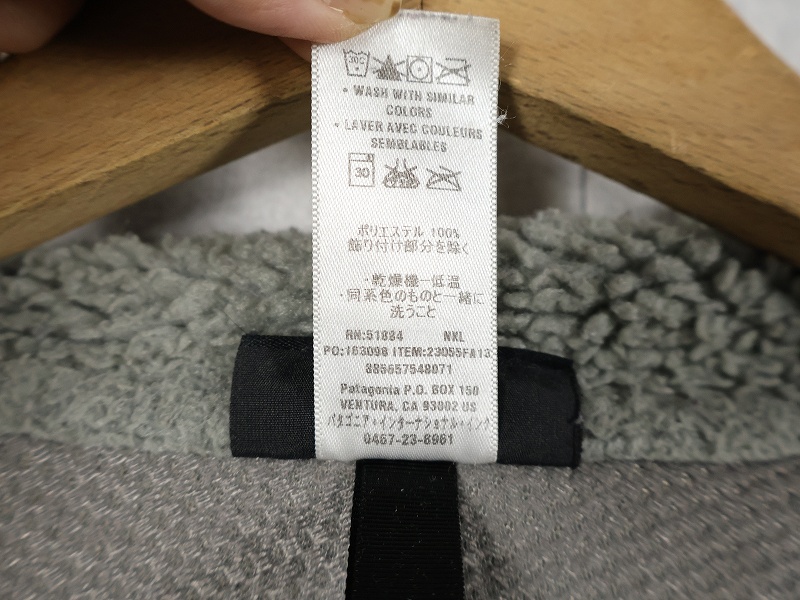 30C
• WASH WITH SIMILAR
COLORS
• LAVER AVEC COULEURS
SEMBLABLES
30
ポリエステル 100%
飾り付け部分を除く
・乾燥機ー低温
・同系色のものと一緒に
洗うこと
RN:51884 NXL
PO:163098 ITEM:23055FA13
885657548071
Patagonia P.O. BOX 150
VENTURA, CA 93002 US
パタゴニア・インターナショナル・インク
0467-23-8961